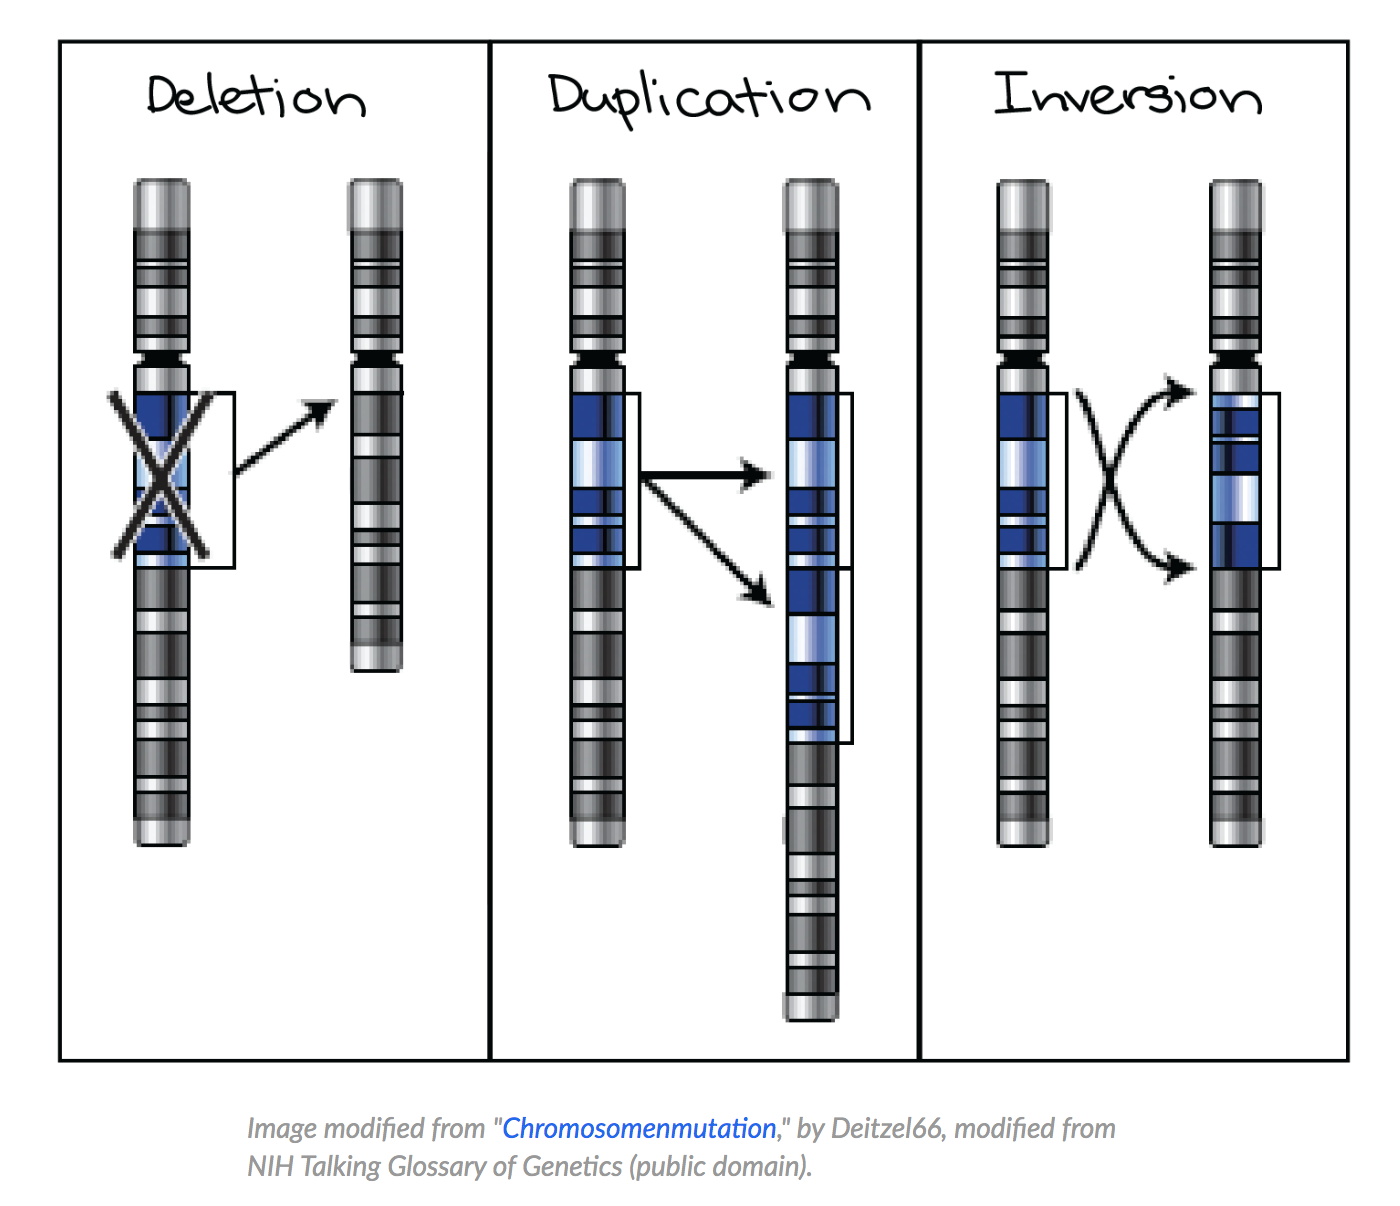 Deletion
Duplication
Inversion
Image modified from "Chromosomenmutation," by Deitzel66, modified from
NIH Talking Glossary of Genetics (public domain).